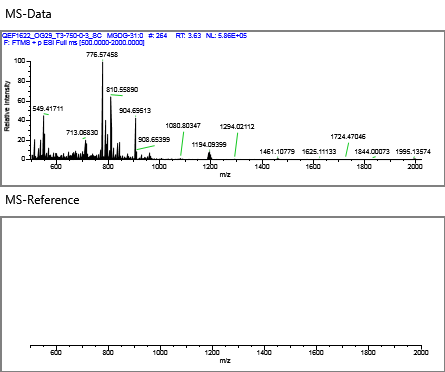 MS-Data
QEF1622_OG29_T3-750-0-3_BC MGDG-31:0 #: 264 RT: 3.63 NL: 5.86E+05
F: FTMS + p ESI Full ms [500.0000-2000.0000]
776.57458
100
810.55890
80
904.69513
60
549.41711
1080.80347
1294.02112
713.06830
40
908.65399
1724.47046
1194.09399
20
1461.10779 1625.11133 1844.00073 1995.13574
0
Relative Intensity
600 800 1000 1200 1400 1600 1800 2000
m/z
MS-Reference
600 800 1000 1200 1400 1600 1800 2000
m/z